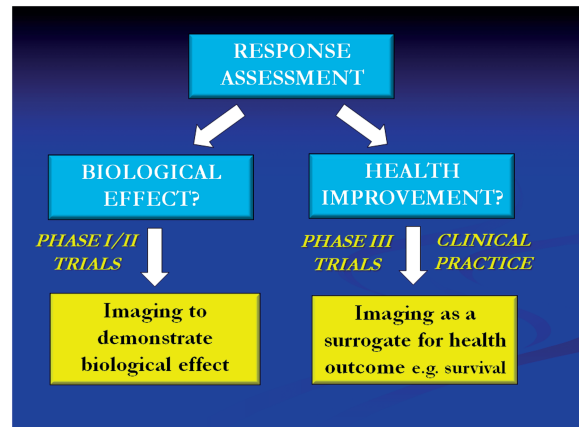 RESPONSE
ASSESSMENT
BIOLOGICAL
EFFECT?
HEALTH
IMPROVEMENT?
PHASE I/II
TRIALS
PHASE III
TRIALS
CLINICAL
PRACTICE
Imaging to
demonstrate
biological effect
Imaging as a
surrogate for health
outcome e.g. survival